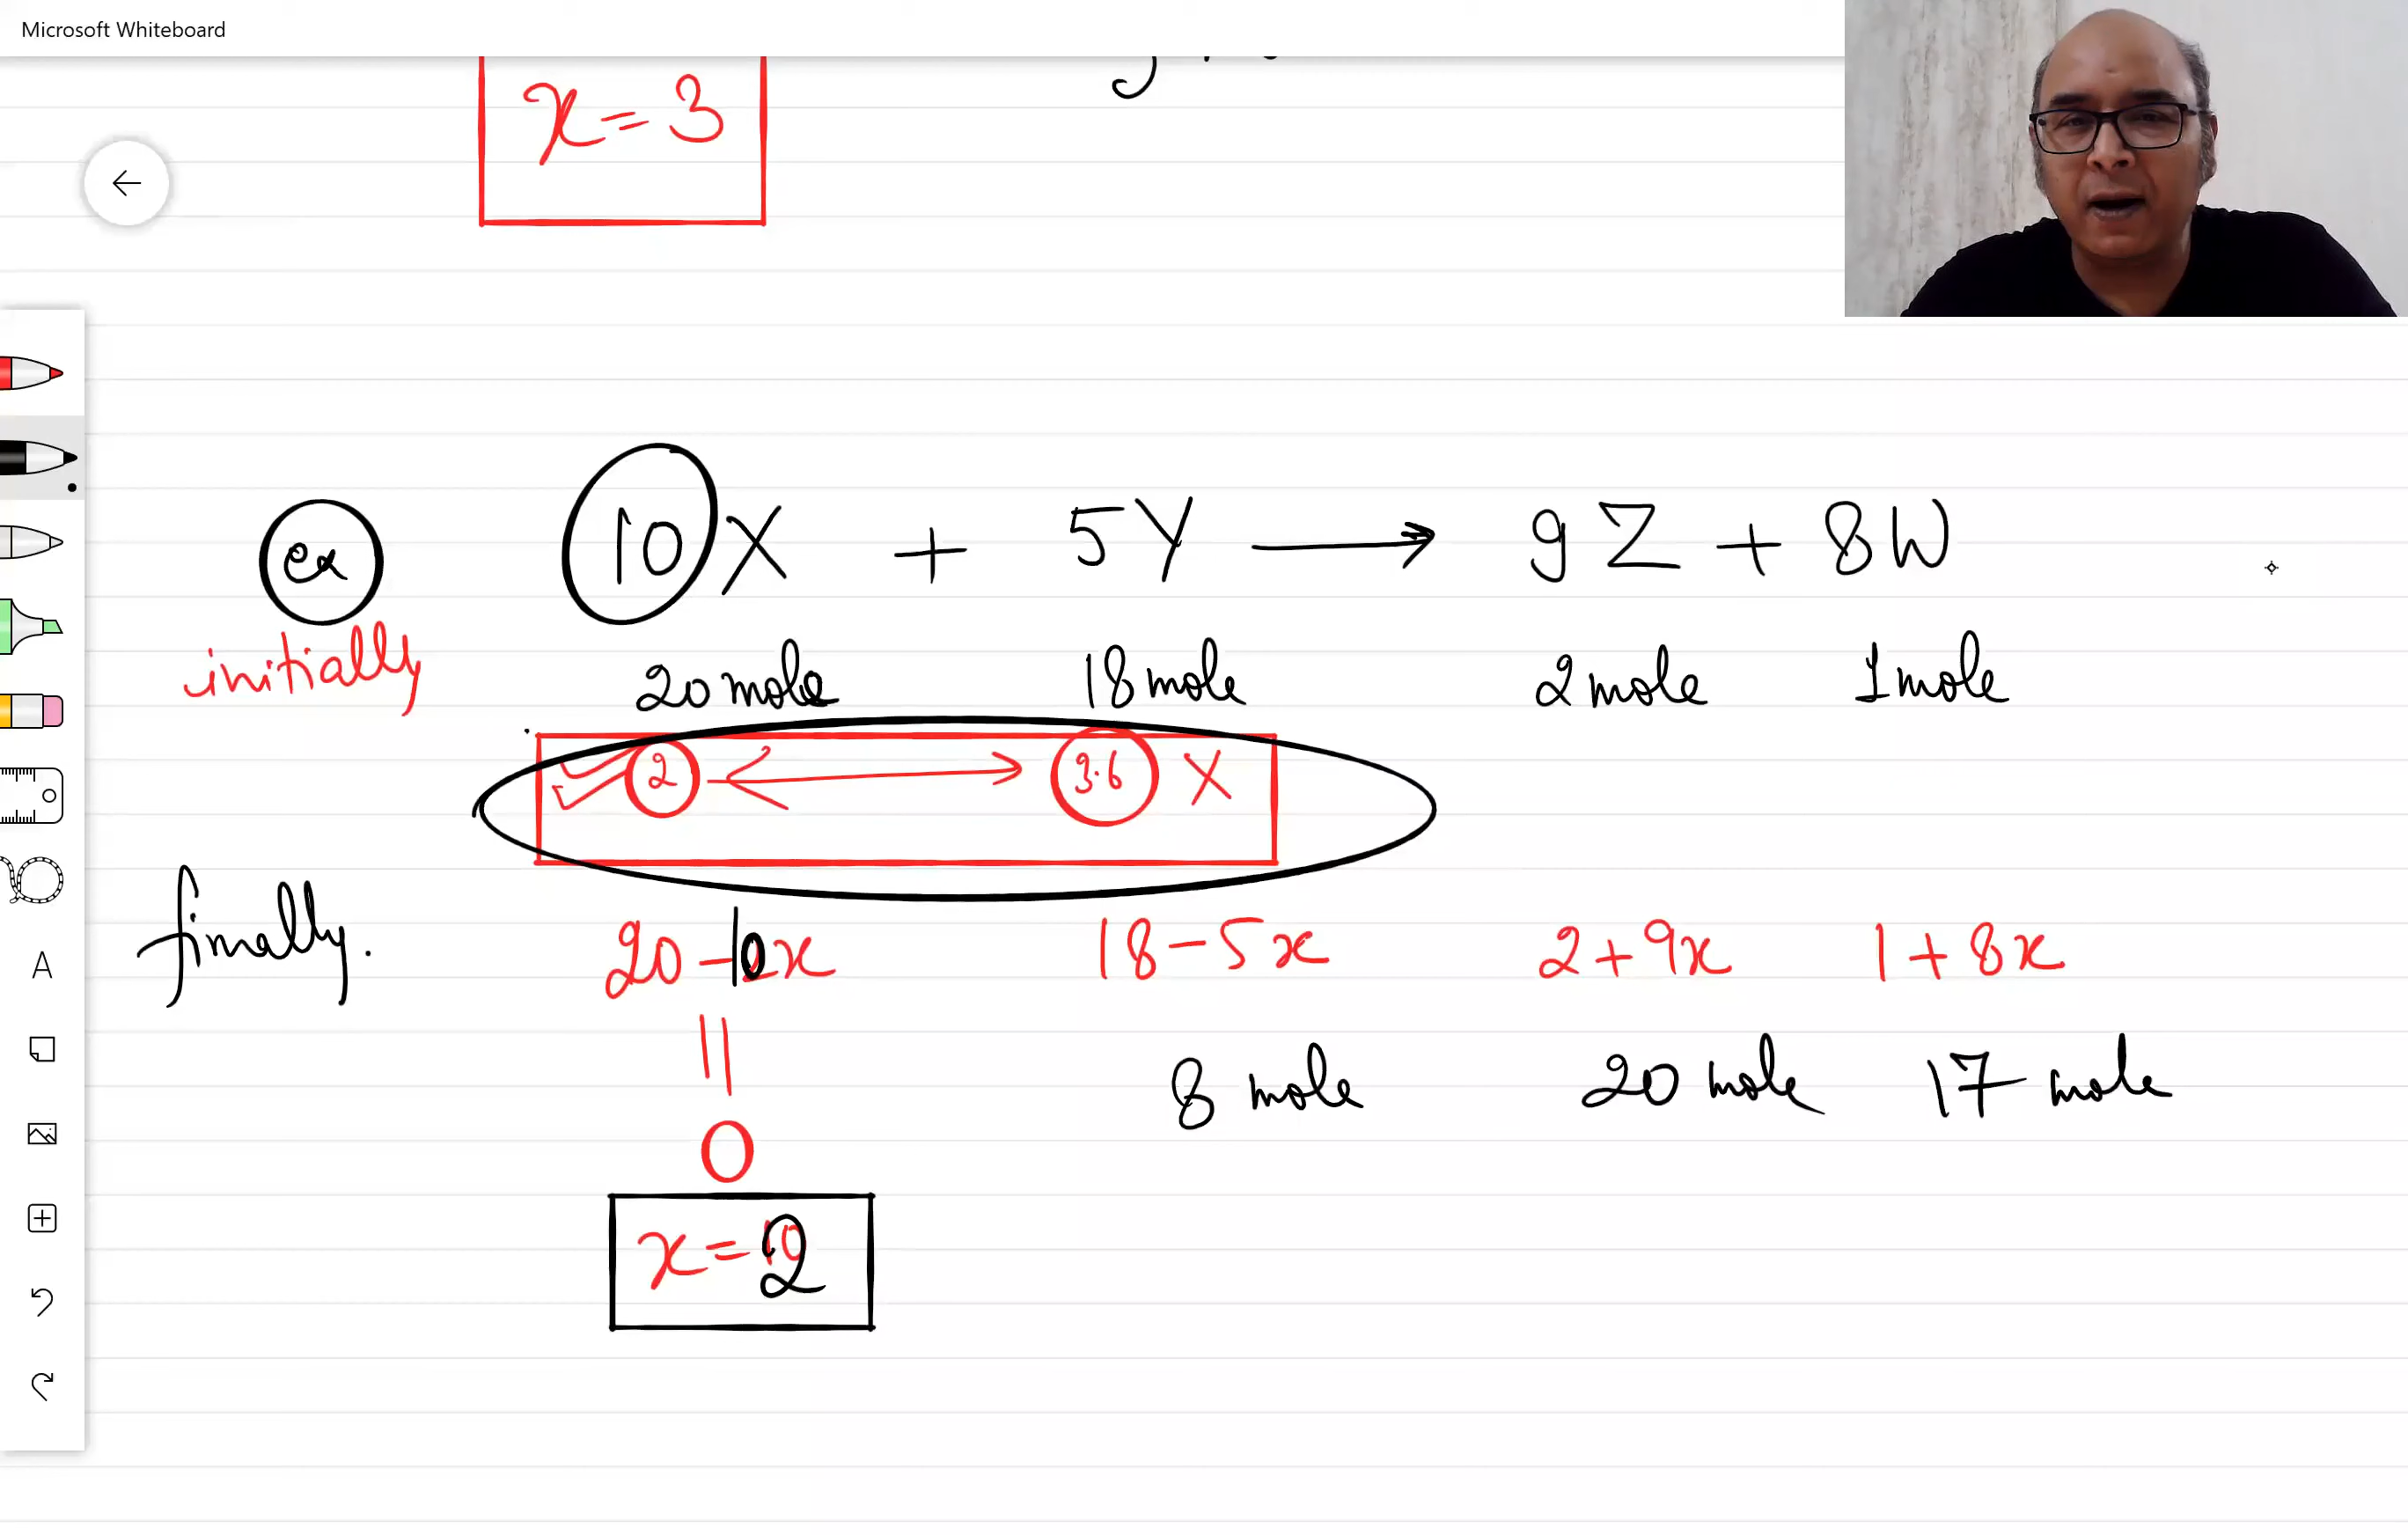 Microsoft Whiteboard
x = 3
ex 10 X + 5Y → 9 Z + 8W
initially 20 mole 18 mole 2 mole 1 mole
2 3.6 X
finally. 20 - 10x 18 - 5x 2 + 9x 1 + 8x
8 mole 20 mole 17 mole
0
x = 2
A